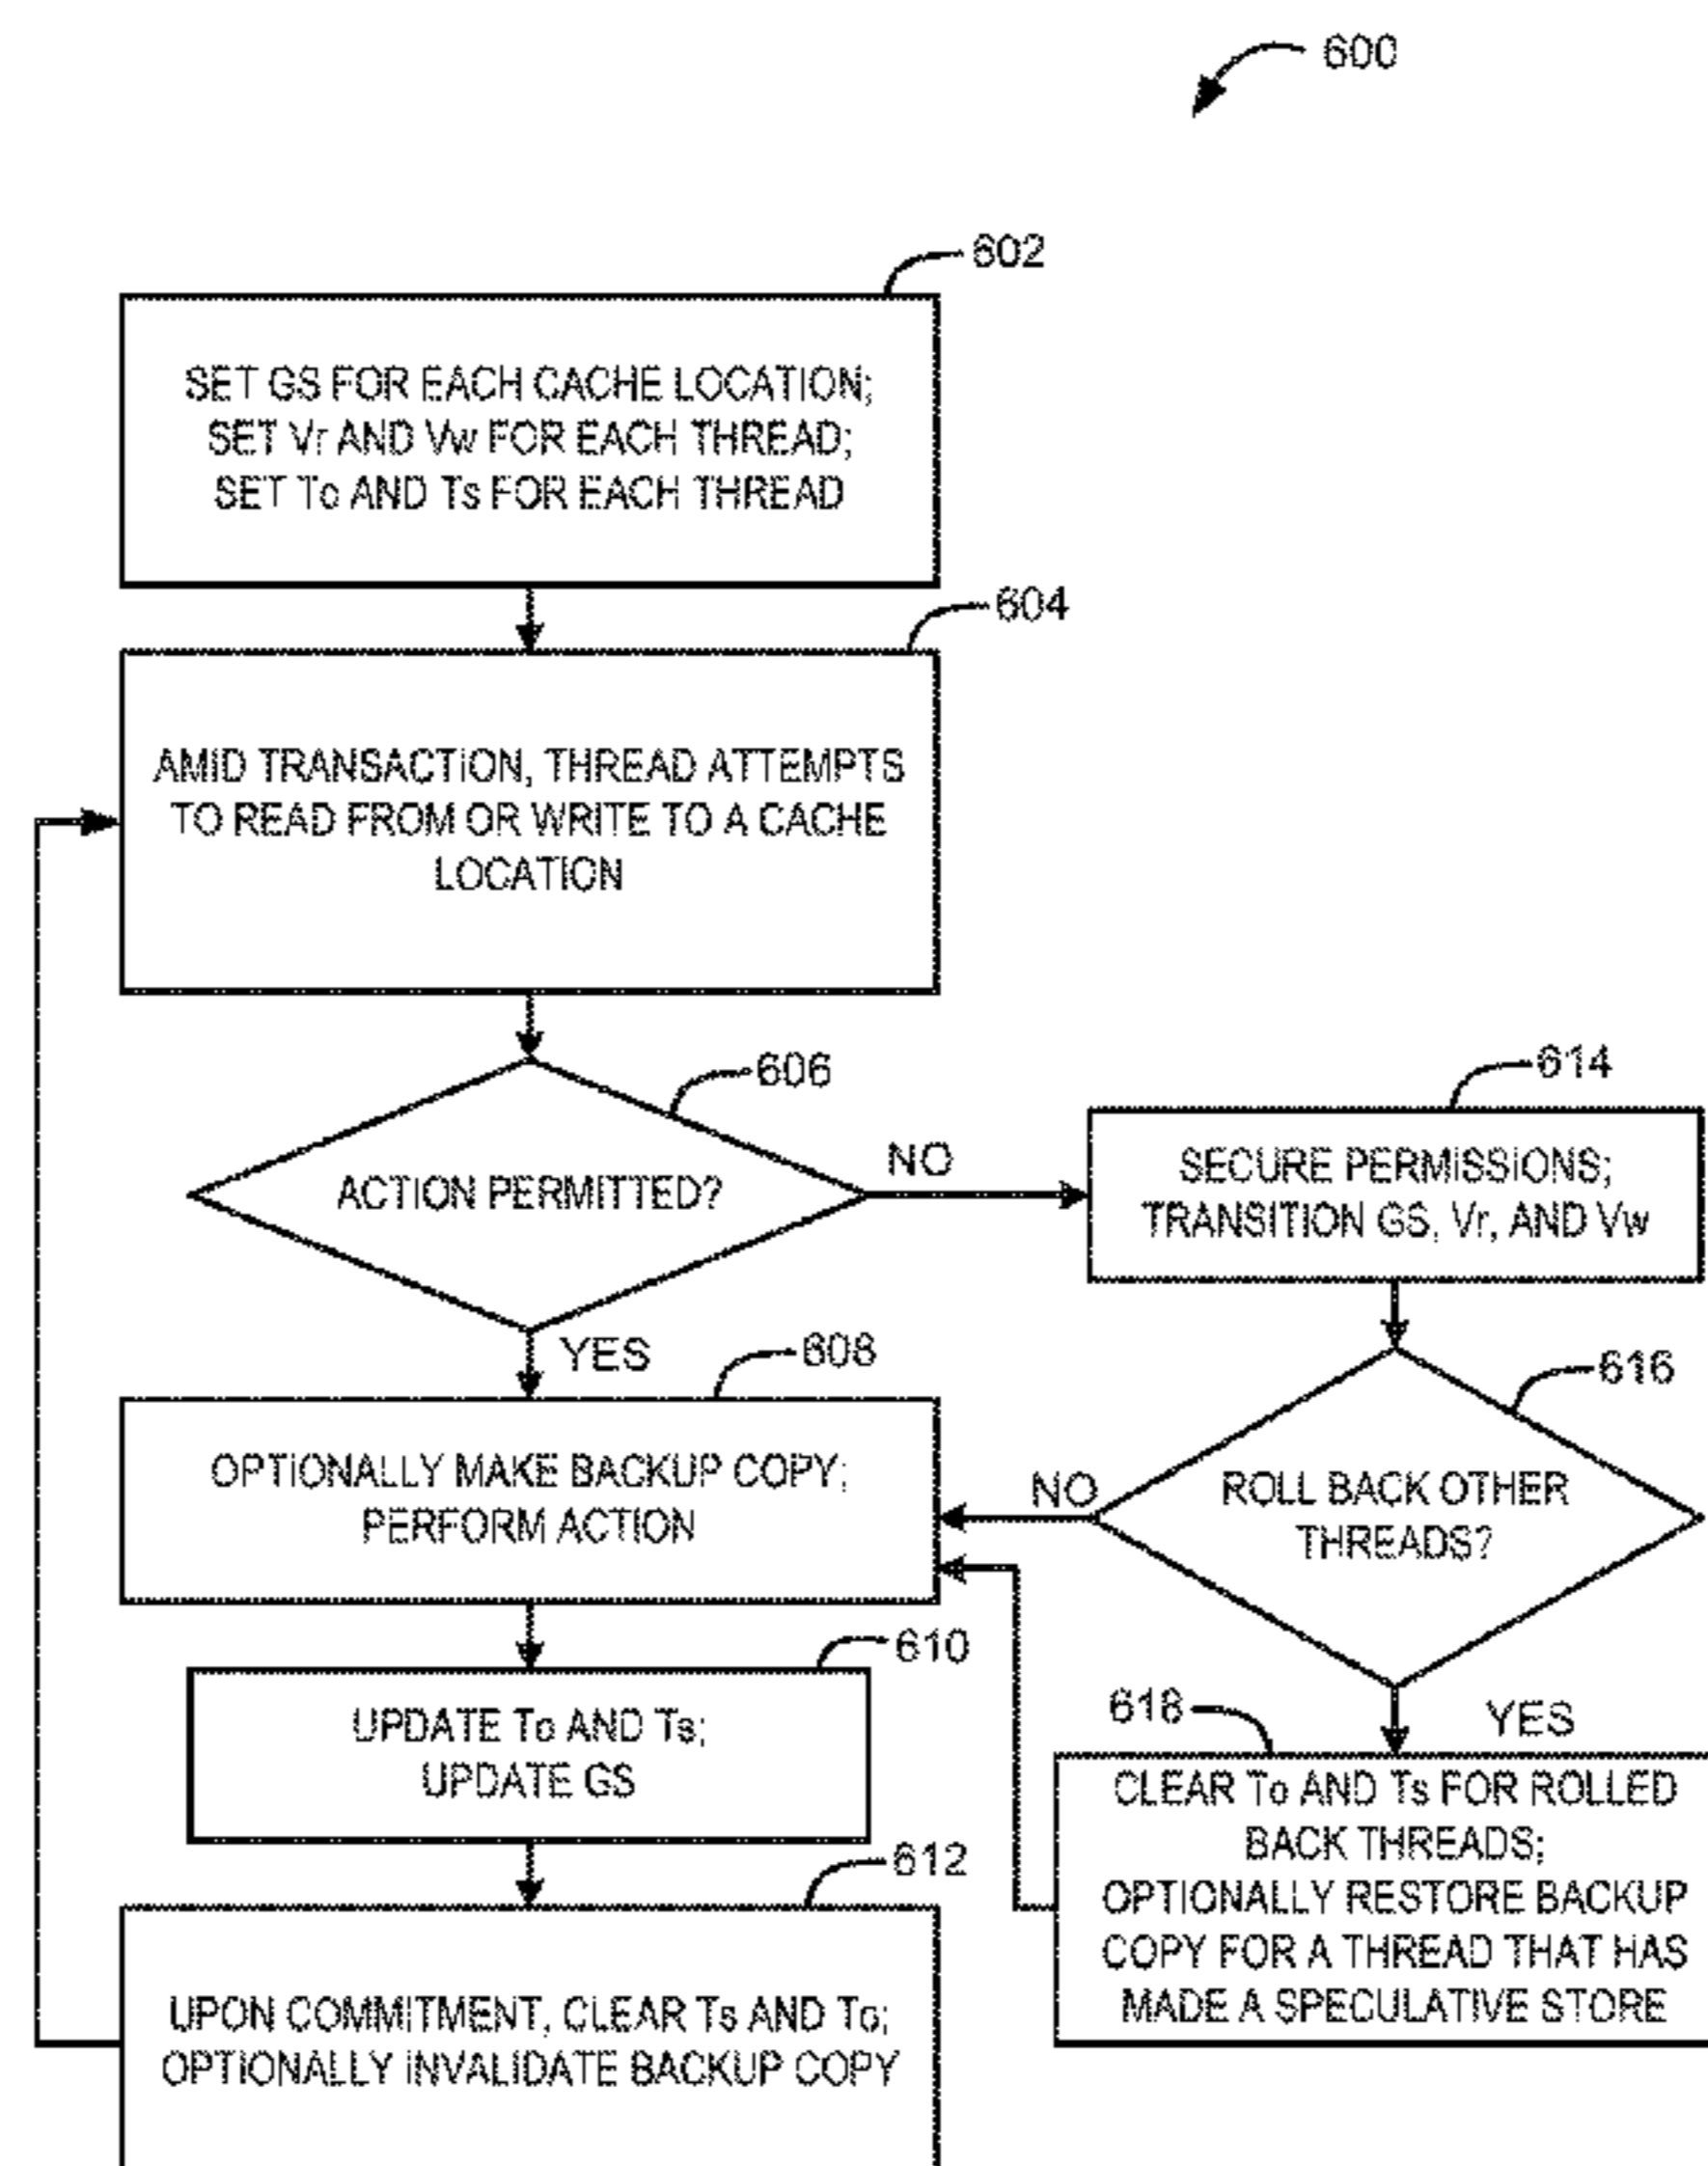 600
602
SET GS FOR EACH CACHE LOCATION;
SET Vr AND Vw FOR EACH THREAD;
SET To AND Ts FOR EACH THREAD
604
AMID TRANSACTION, THREAD ATTEMPTS
TO READ FROM OR WRITE TO A CACHE
LOCATION
606
ACTION PERMITTED?
NO
YES
614
SECURE PERMISSIONS;
TRANSITION GS, Vr, AND Vw
608
OPTIONALLY MAKE BACKUP COPY;
PERFORM ACTION
616
ROLL BACK OTHER
THREADS?
NO
YES
610
UPDATE To AND Ts;
UPDATE GS
618
CLEAR To AND Ts FOR ROLLED
BACK THREADS;
OPTIONALLY RESTORE BACKUP
COPY FOR A THREAD THAT HAS
MADE A SPECULATIVE STORE
612
UPON COMMITMENT, CLEAR Ts AND To;
OPTIONALLY INVALIDATE BACKUP COPY